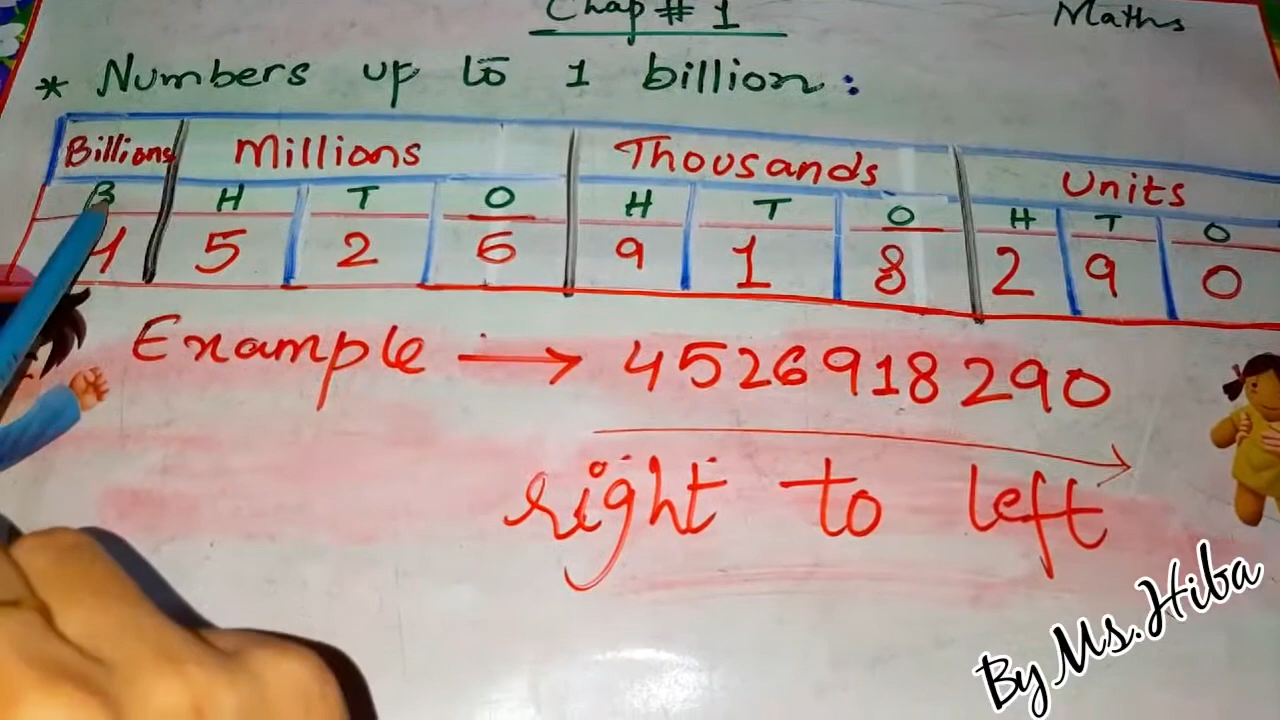 Chap # 1
Maths
* Numbers up to 1 billion:
Billions Millions Thousands Units
B H T O H T O H T O
4 5 2 6 9 1 8 2 9 0
Example → 4526918290
right to left
By Ms. Hiba